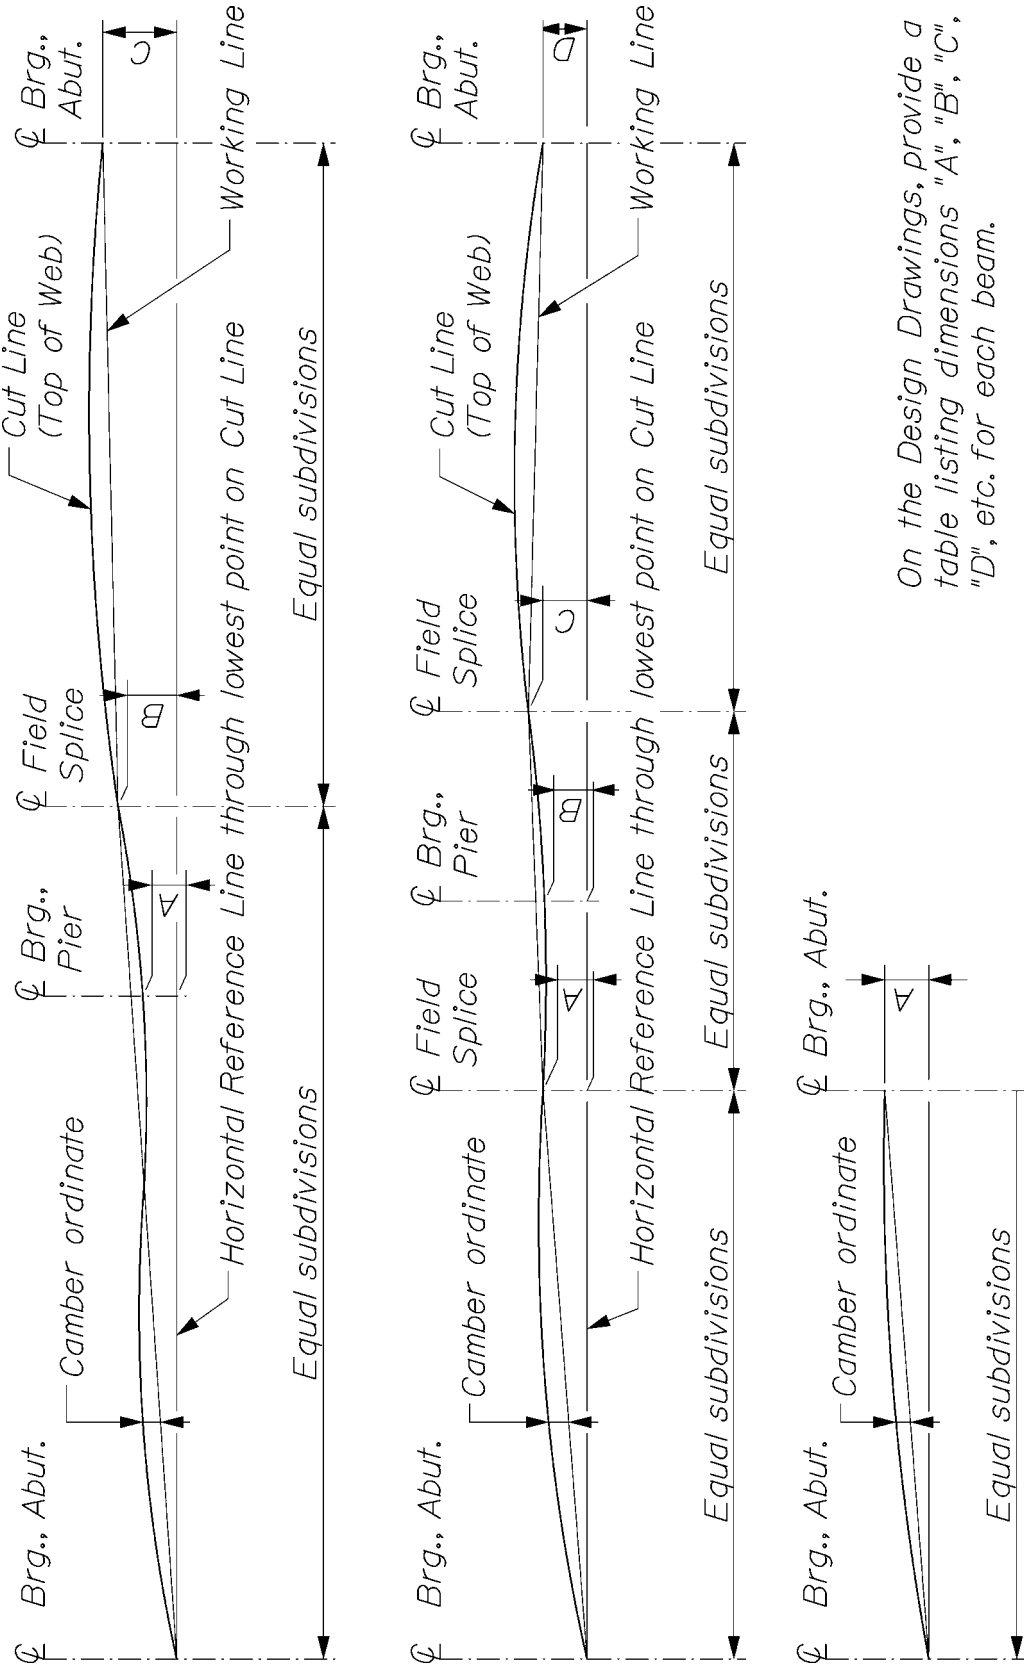 ℄ Brg., Abut.
Camber ordinate
℄ Brg.,
Pier
A
℄ Field
Splice
B
Cut Line
(Top of Web)
℄ Brg.,
Abut.
C
Working Line
Horizontal Reference Line through lowest point on Cut Line
Equal subdivisions
Equal subdivisions
℄ Brg., Abut.
Camber ordinate
℄ Field
Splice
A
℄ Brg.,
Pier
B
℄ Field
Splice
C
Cut Line
(Top of Web)
℄ Brg.,
Abut.
D
Working Line
Horizontal Reference Line through lowest point on Cut Line
Equal subdivisions
Equal subdivisions
Equal subdivisions
℄ Brg., Abut.
Camber ordinate
℄ Brg., Abut.
A
Equal subdivisions
On the Design Drawings, provide a
table listing dimensions "A", "B", "C",
"D", etc. for each beam.